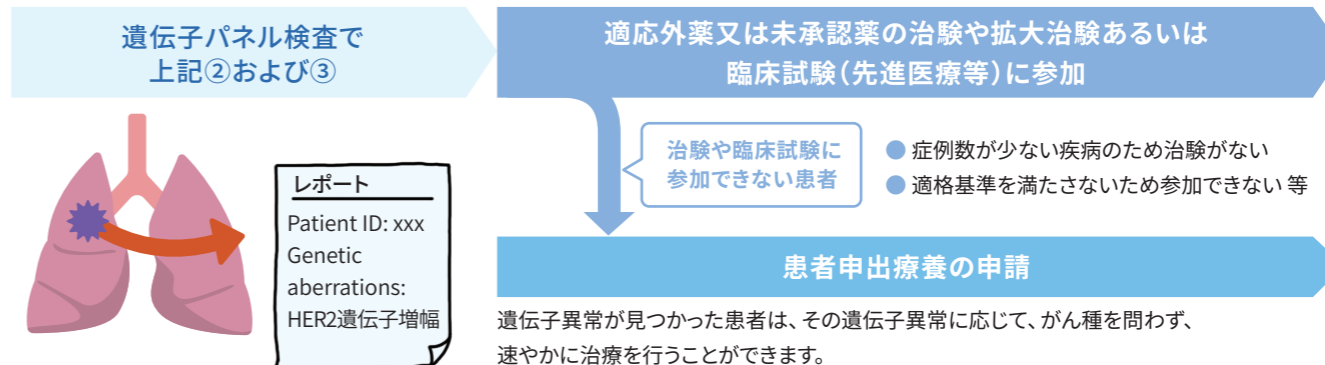 遺伝子パネル検査で
上記②および③
適応外薬又は未承認薬の治験や拡大治験あるいは
臨床試験（先進医療等）に参加
治験や臨床試験に
参加できない患者
● 症例数が少ない疾病のため治験がない
● 適格基準を満たさないため参加できない 等
レポート
Patient ID: xxx
Genetic
aberrations:
HER2遺伝子増幅
患者申出療養の申請
遺伝子異常が見つかった患者は、その遺伝子異常に応じて、がん種を問わず、
速やかに治療を行うことができます。